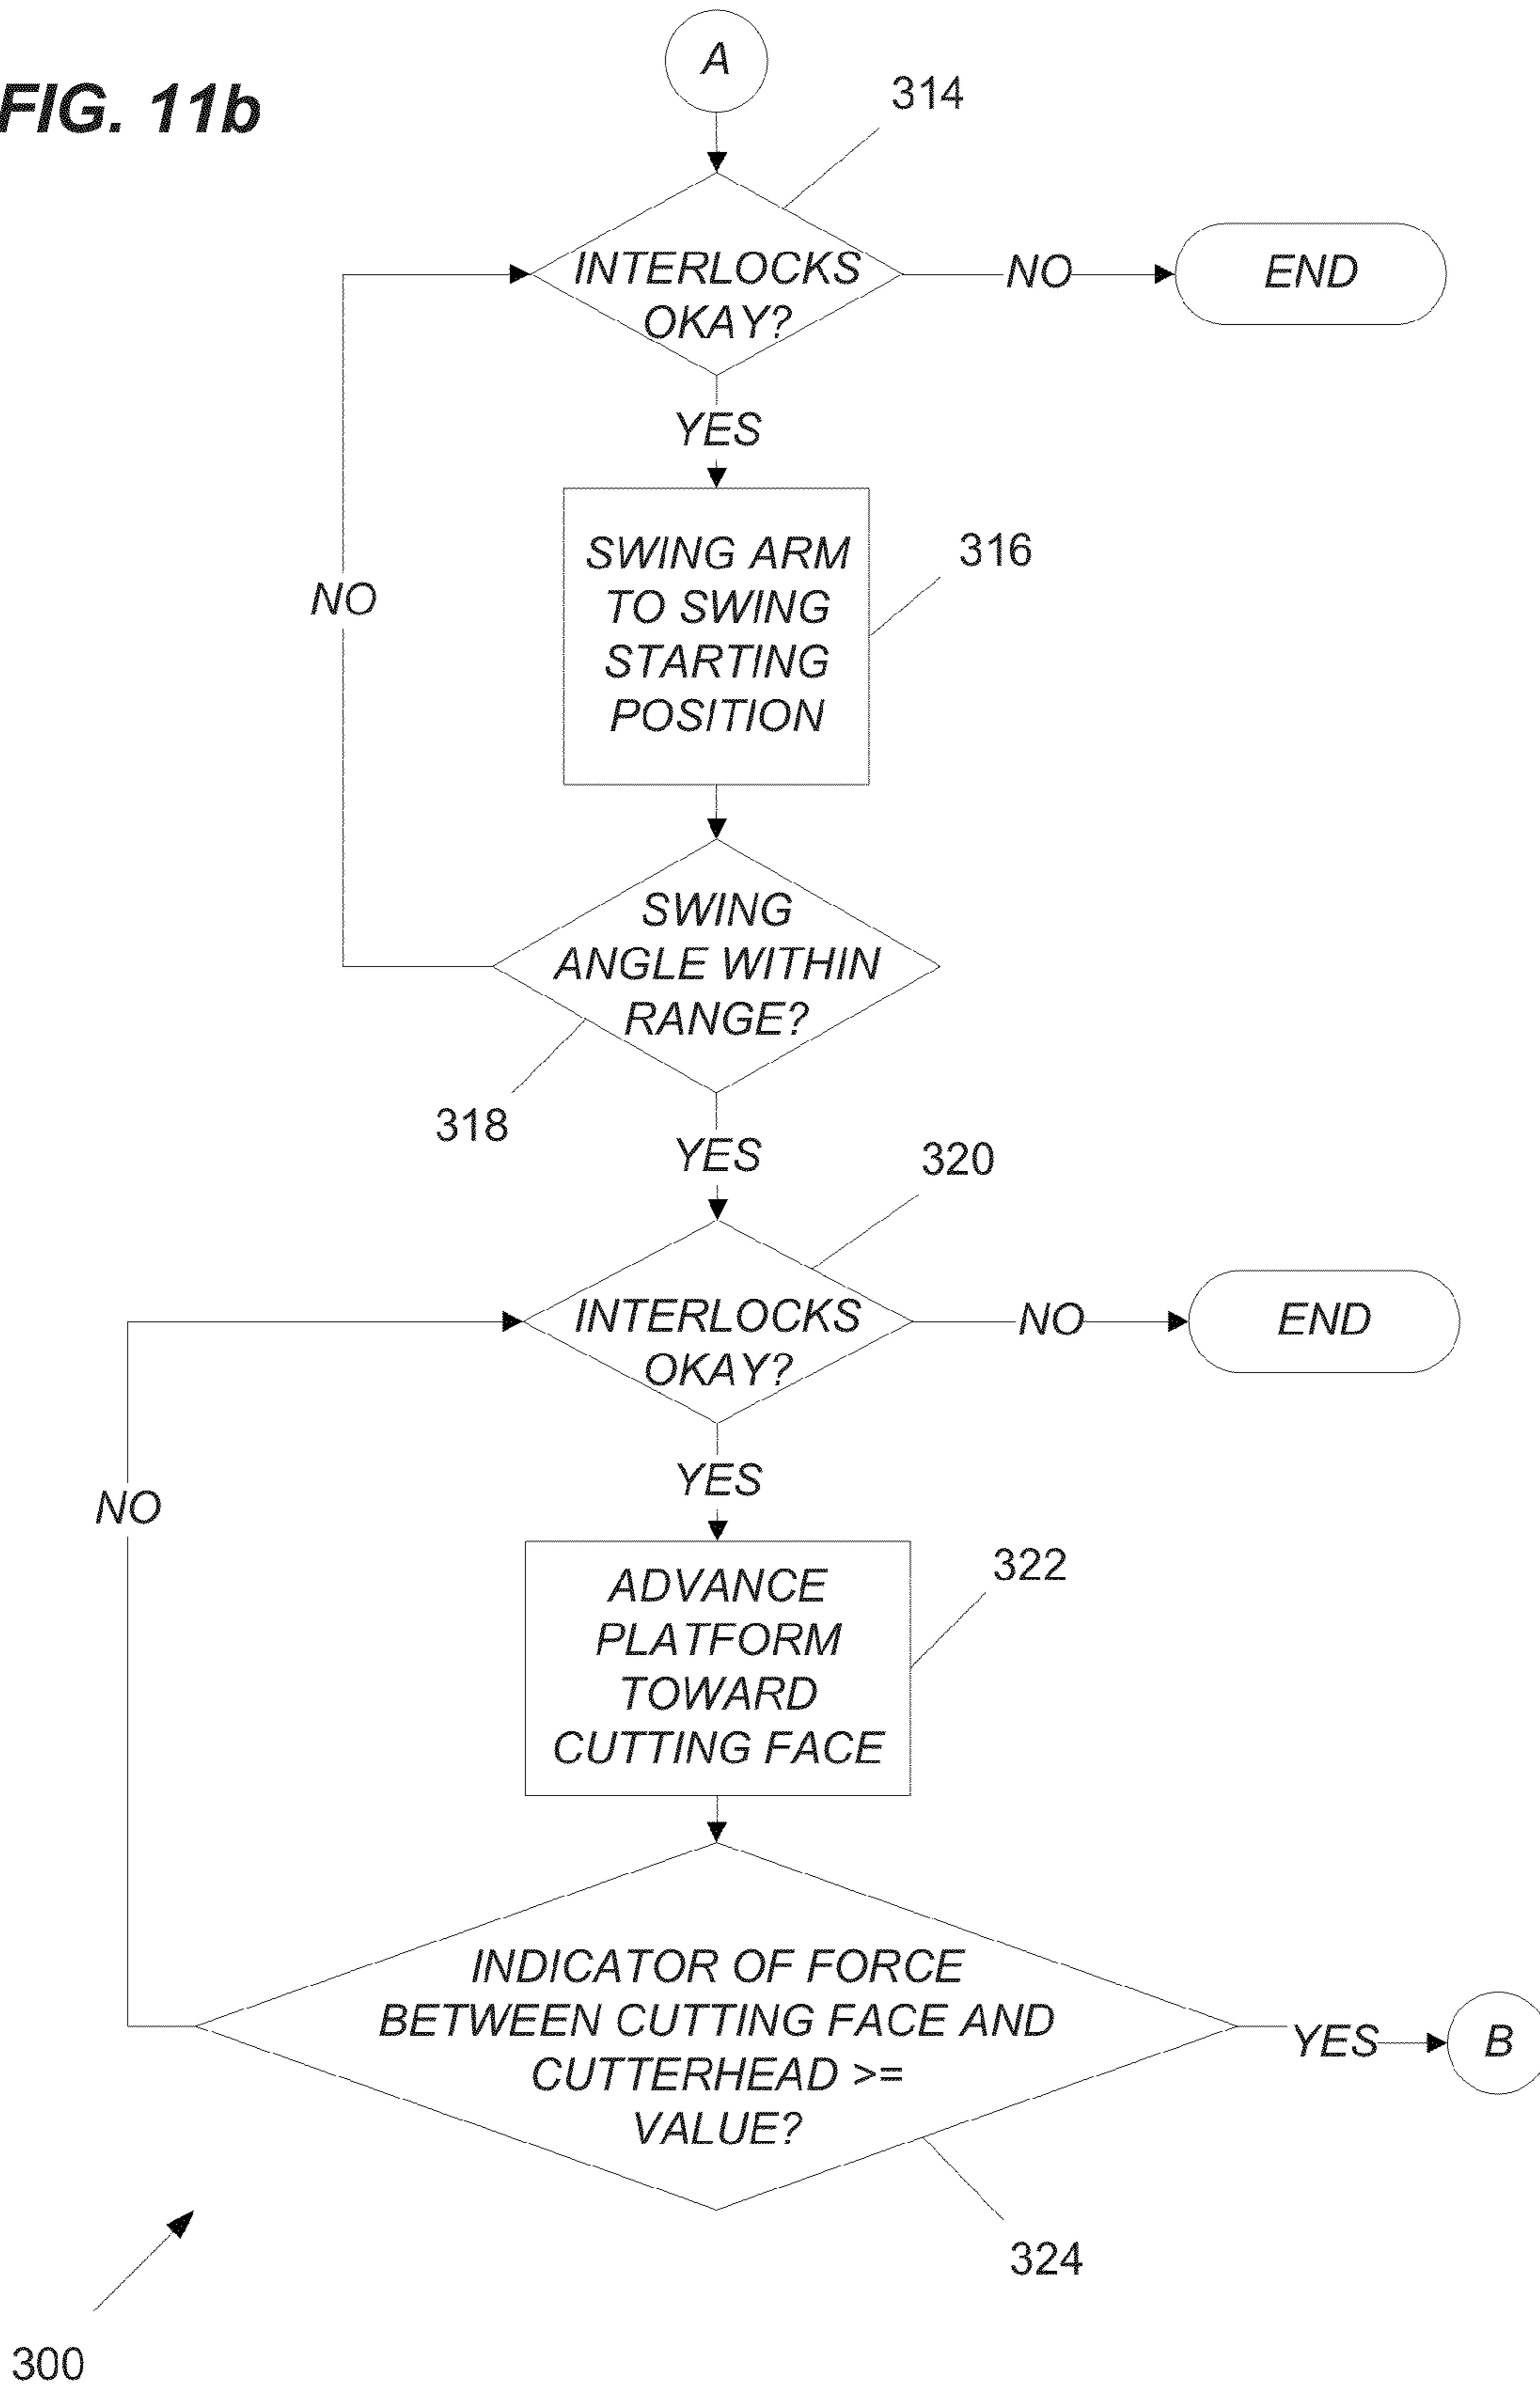 A
FIG. 11b
314
INTERLOCKS
OKAY?
NO
END
YES
SWING ARM
TO SWING
STARTING
POSITION
316
NO
SWING
ANGLE WITHIN
RANGE?
318
YES
320
INTERLOCKS
OKAY?
NO
END
YES
NO
ADVANCE
PLATFORM
TOWARD
CUTTING FACE
322
INDICATOR OF FORCE
BETWEEN CUTTING FACE AND
CUTTERHEAD >=
VALUE?
YES
B
324
300